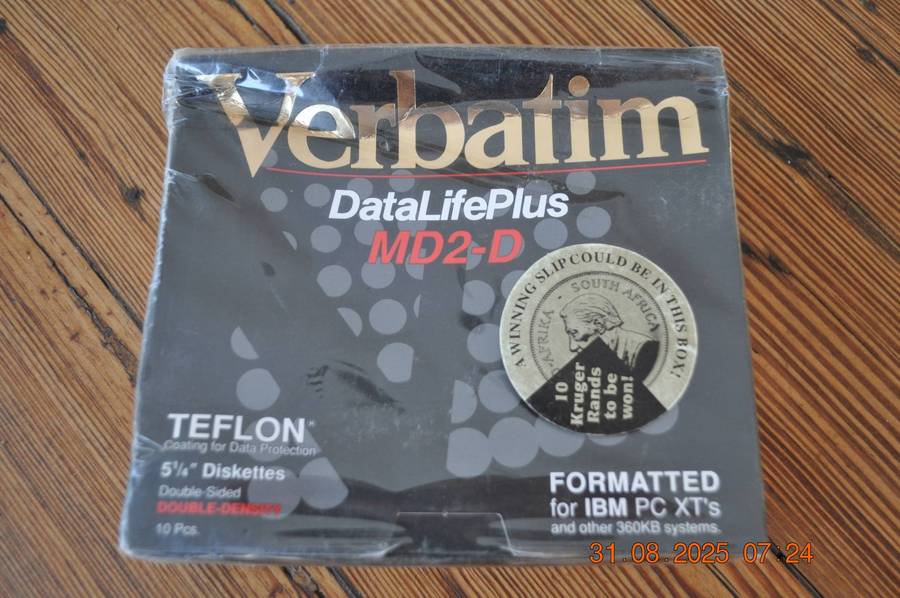 Verbatim
DataLifePlus
MD2-D
A WINNING SLIP COULD BE IN THIS BOX!
AFRIKA SOUTH AFRICA
10
Kruger
Rands
to be
won!
TEFLON
Coating for Data Protection
5¼" Diskettes
Double-Sided
DOUBLE-DENSITY
10 Pcs.
FORMATTED
for IBM PC XT's
and other 360KB systems.
31.08.2025 07:24